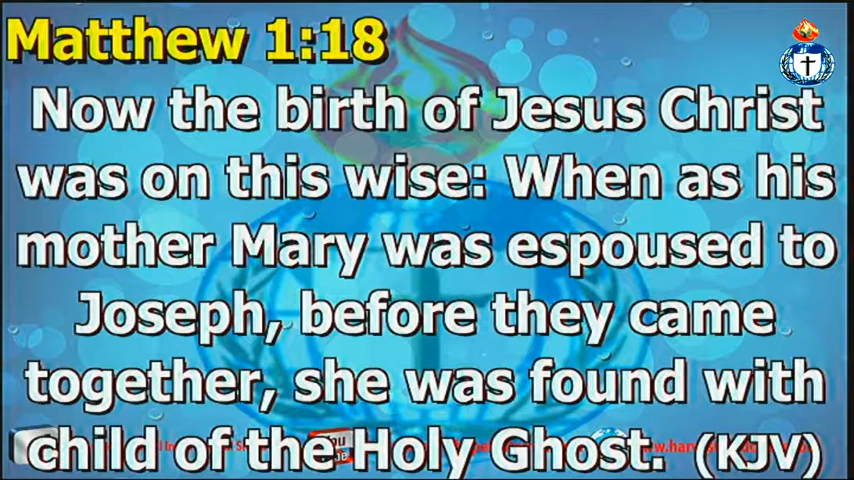 Matthew 1:18
Now the birth of Jesus Christ
was on this wise: When as his
mother Mary was espoused to
Joseph, before they came
together, she was found with
child of the Holy Ghost. (KJV)